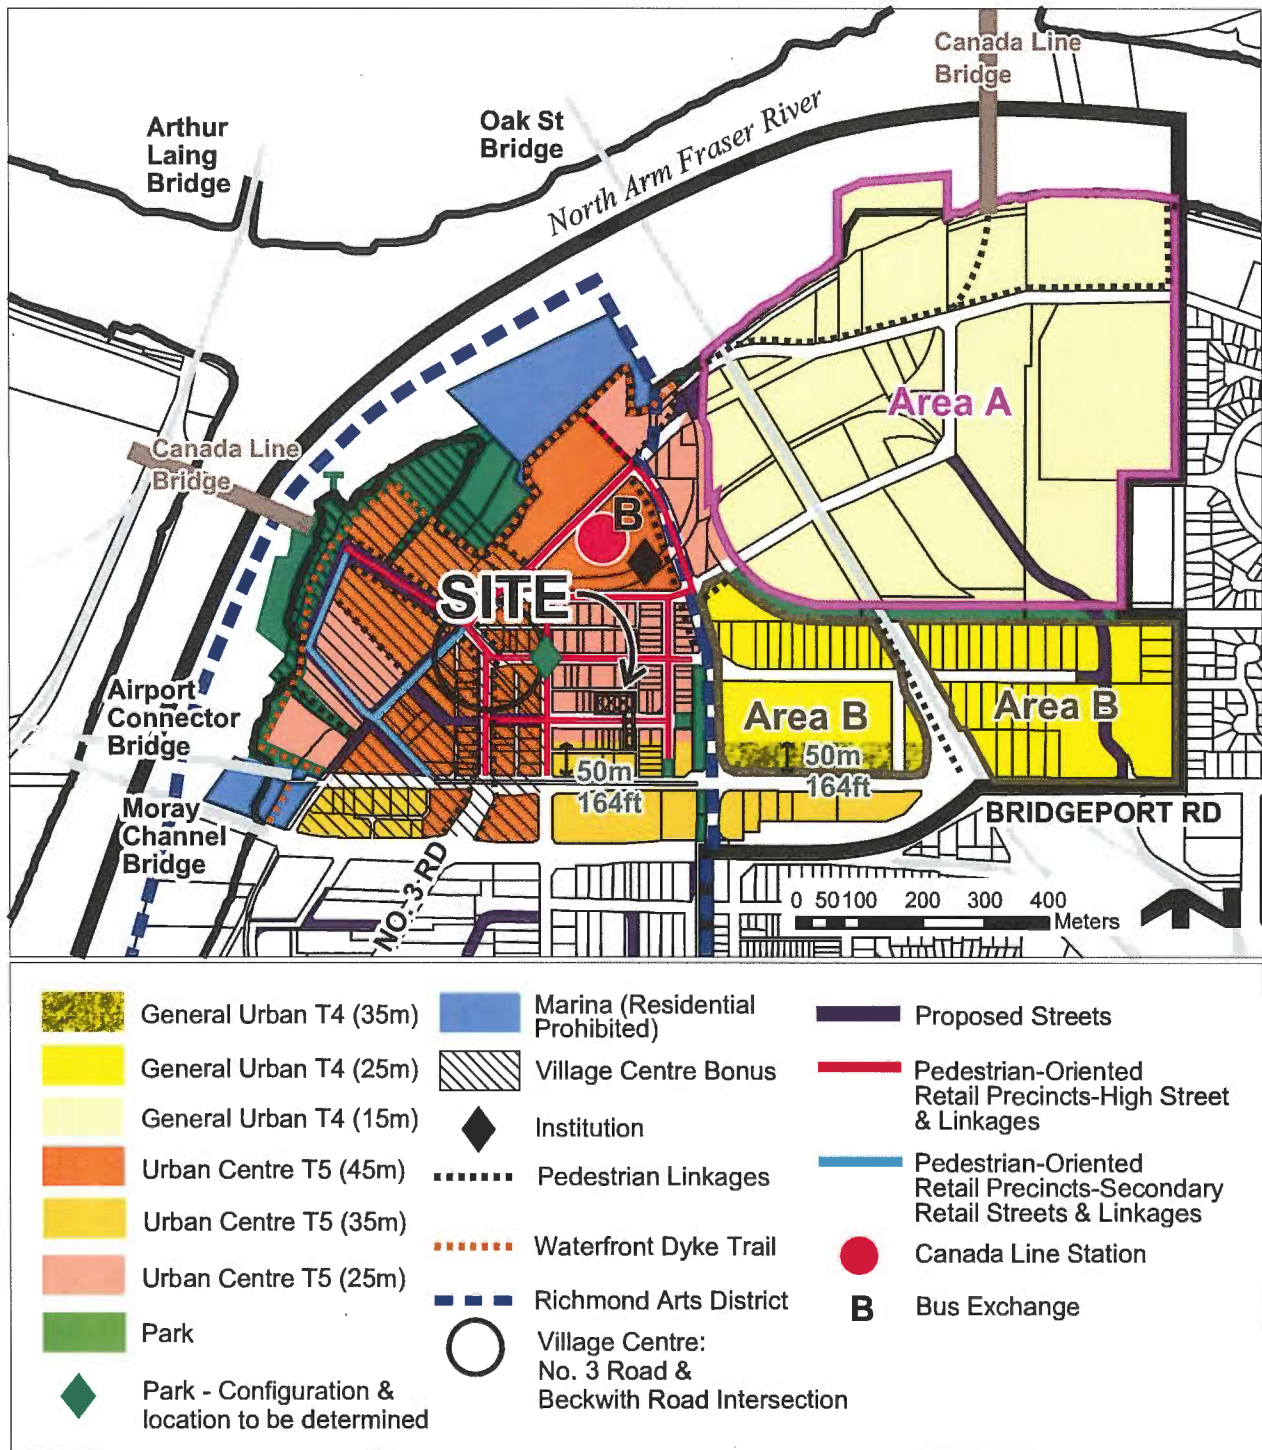 Canada Line
Bridge
Arthur
Laing
Bridge
Oak St
Bridge
North Arm Fraser River
Area A
Canada Line
Bridge
B
SITE
Airport
Connector
Bridge
Area B
Area B
50m
164ft
50m
164ft
Moray
Channel
Bridge
BRIDGEPORT RD
NO. 3 RD
0 50 100 200 300 400
Meters
N
General Urban T4 (35m)
General Urban T4 (25m)
General Urban T4 (15m)
Urban Centre T5 (45m)
Urban Centre T5 (35m)
Urban Centre T5 (25m)
Park
Park - Configuration &
location to be determined
Marina (Residential
Prohibited)
Village Centre Bonus
Institution
Pedestrian Linkages
Waterfront Dyke Trail
Richmond Arts District
Village Centre:
No. 3 Road &
Beckwith Road Intersection
Proposed Streets
Pedestrian-Oriented
Retail Precincts-High Street
& Linkages
Pedestrian-Oriented
Retail Precincts-Secondary
Retail Streets & Linkages
Canada Line Station
B Bus Exchange